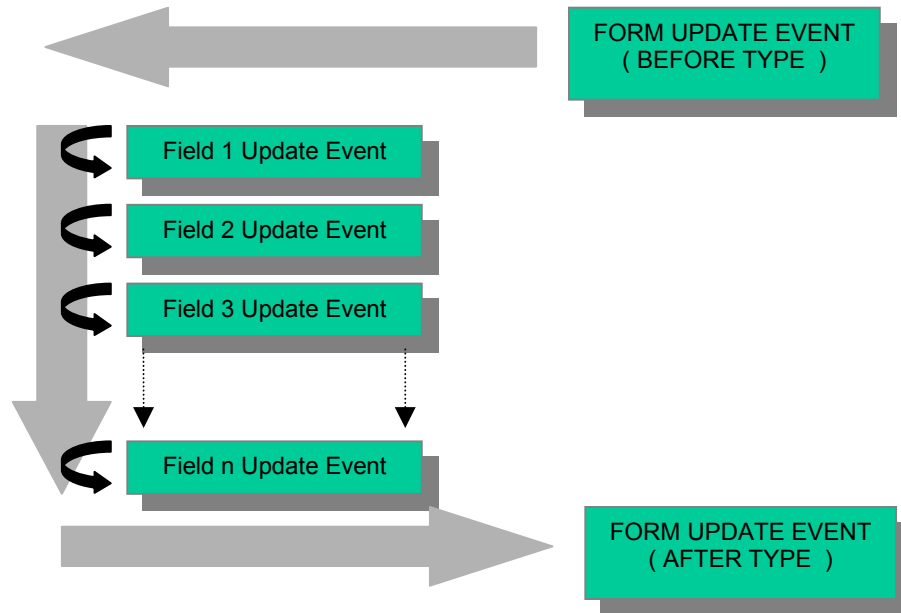 FORM UPDATE EVENT
( BEFORE TYPE )
Field 1 Update Event
Field 2 Update Event
Field 3 Update Event
Field n Update Event
FORM UPDATE EVENT
( AFTER TYPE )